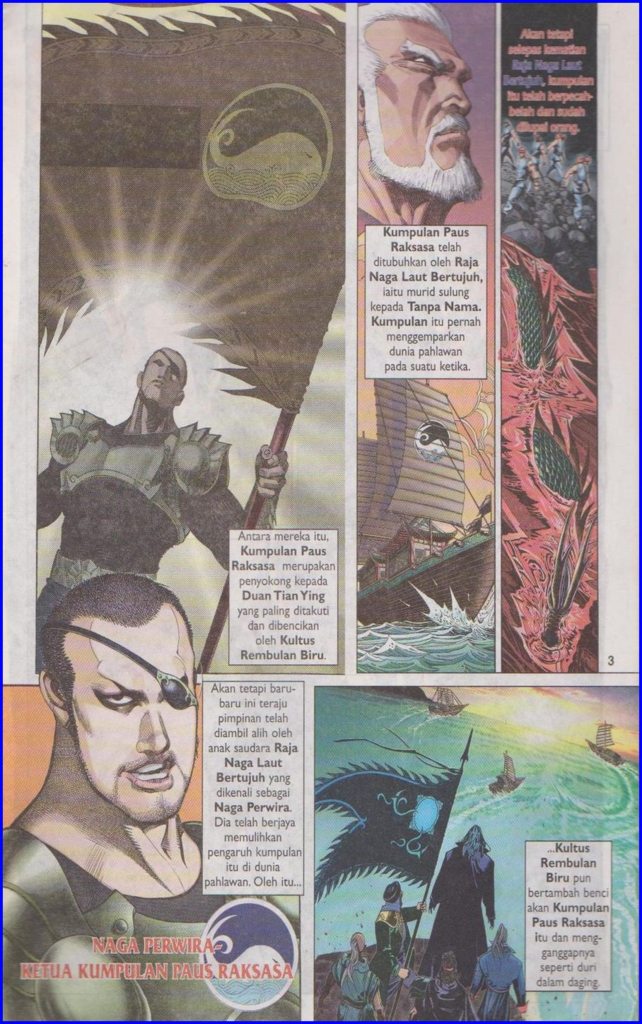 Antara mereka itu,
Kumpulan Paus
Raksasa merupakan
penyokong kepada
Duan Tian Ying
yang paling ditakuti
dan dibencikan
oleh Kultus
Rembulan Biru.
Kumpulan Paus
Raksasa telah
ditubuhkan oleh Raja
Naga Laut Bertujuh,
iaitu murid sulung
kepada Tanpa Nama.
Kumpulan itu pernah
menggemparkan
dunia pahlawan
pada suatu ketika.
Akan tetapi
selepas kematian
Raja Naga Laut
Bertujuh, kumpulan
itu telah berpecah-
belah dan sudah
dilupai orang.
3
Akan tetapi baru-
baru ini teraju
pimpinan telah
diambil alih oleh
anak saudara Raja
Naga Laut
Bertujuh yang
dikenali sebagai
Naga Perwira.
Dia telah berjaya
memulihkan
pengaruh kumpulan
itu di dunia
pahlawan. Oleh itu...
NAGA PERWIRA-
KETUA KUMPULAN PAUS RAKSASA
...Kultus
Rembulan
Biru pun
bertambah benci
akan Kumpulan
Paus Raksasa
itu dan meng-
ganggapnya
seperti duri
dalam daging.